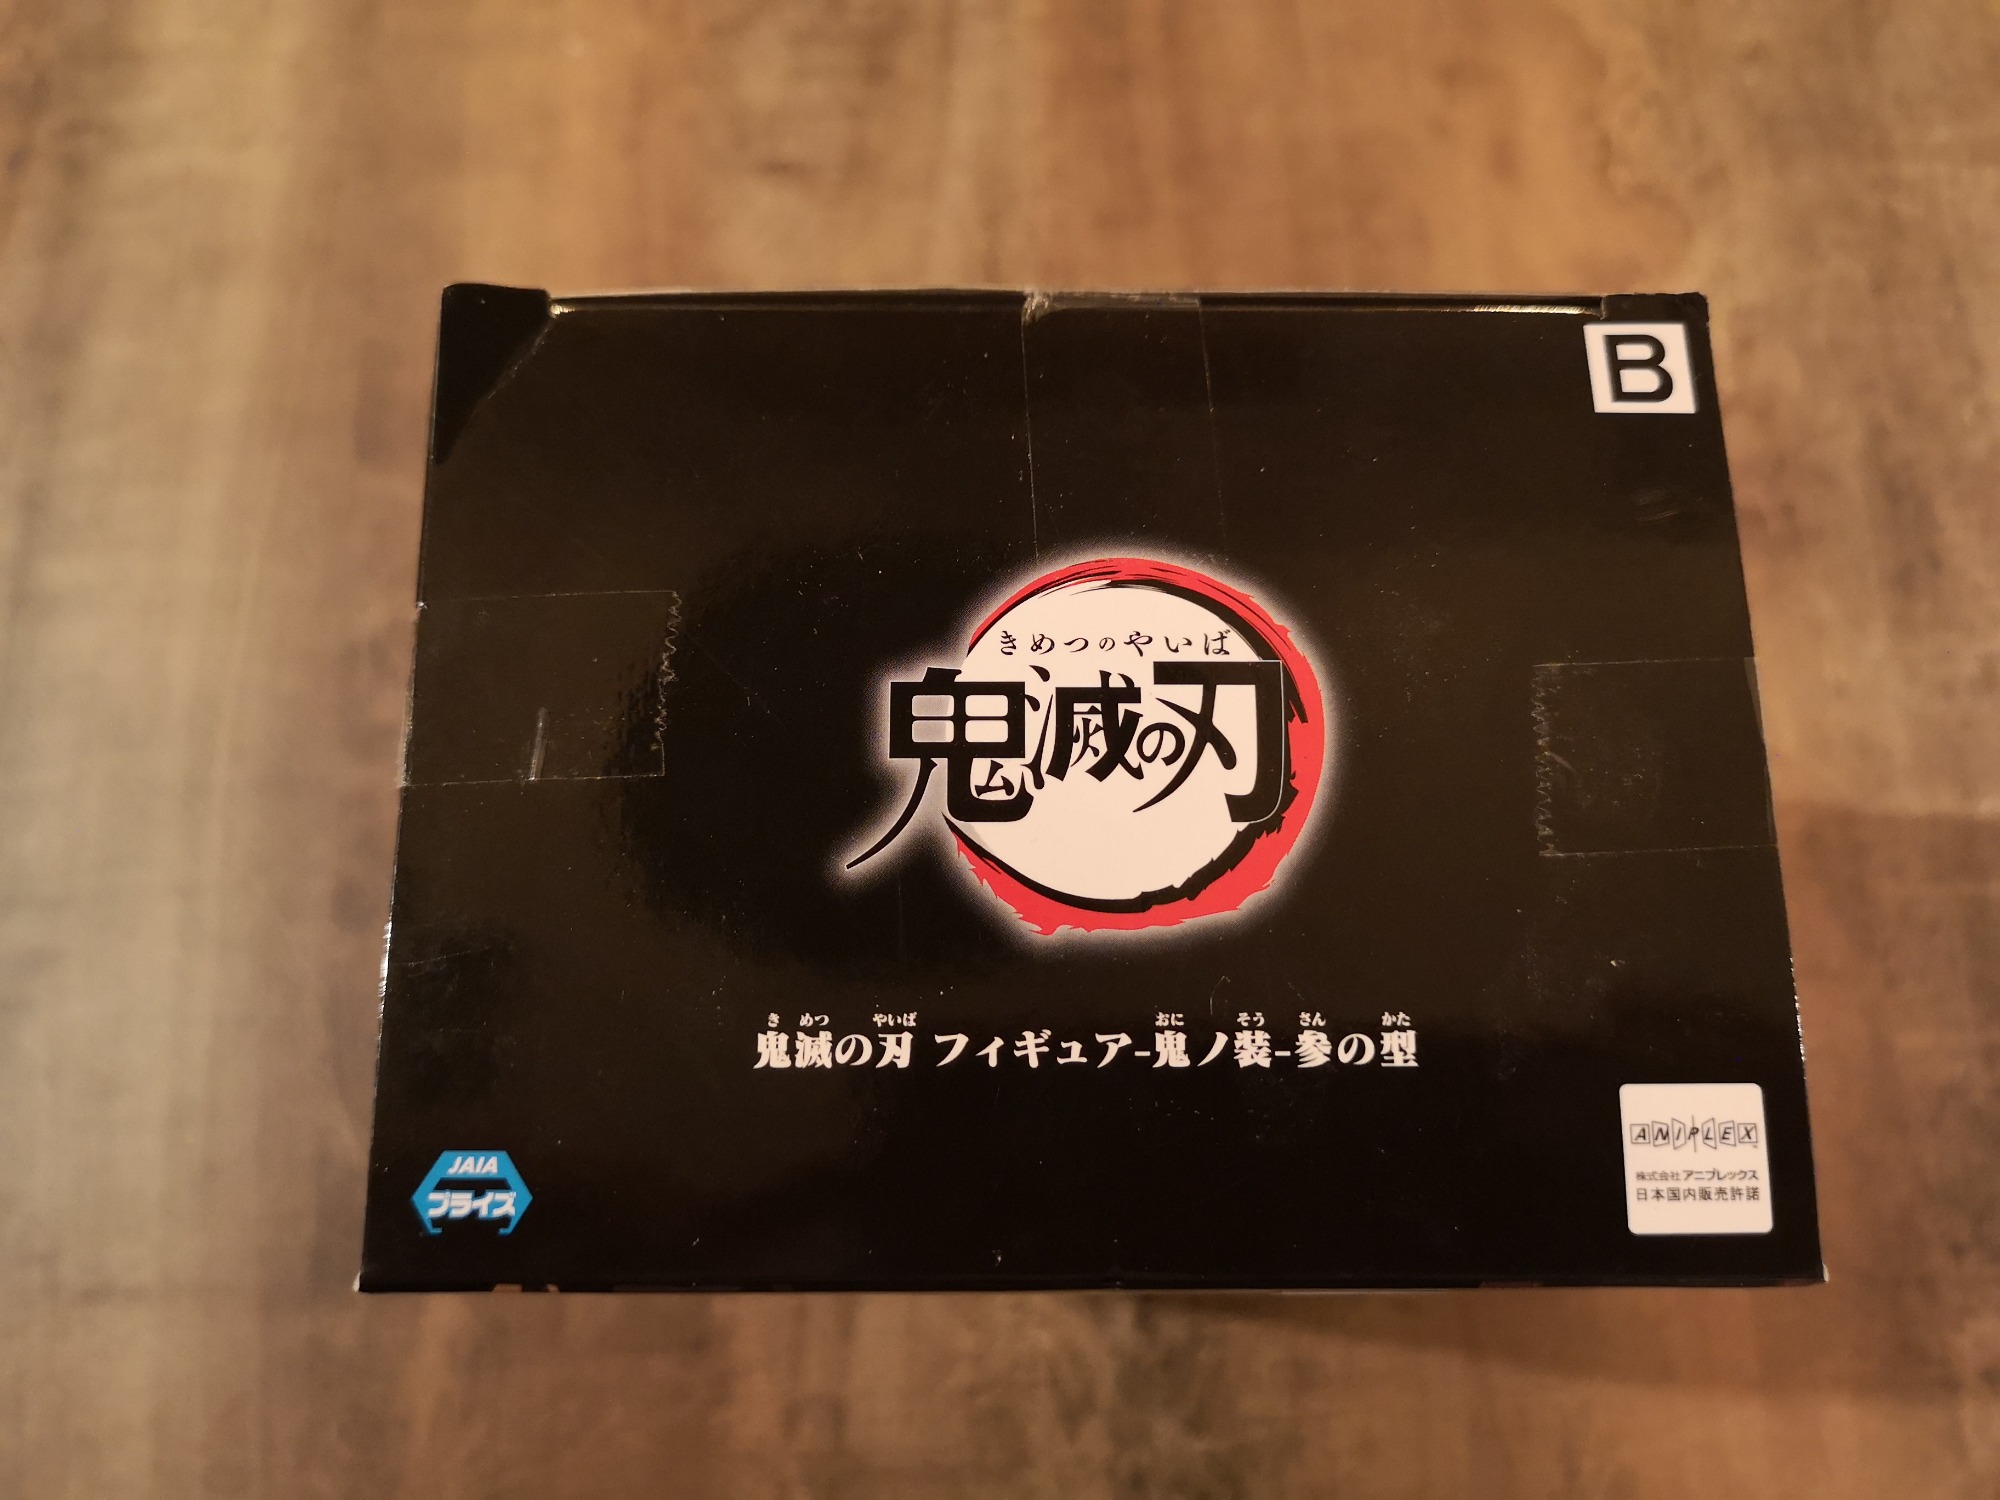 B
きめつのやいば
鬼滅の刃
き めつ やいば おに そう さん かた
鬼滅の刃 フィギュア-鬼ノ装-参の型
JAIA
プライズ
ANIPLEX
株式会社アニプレックス
日本国内販売許諾